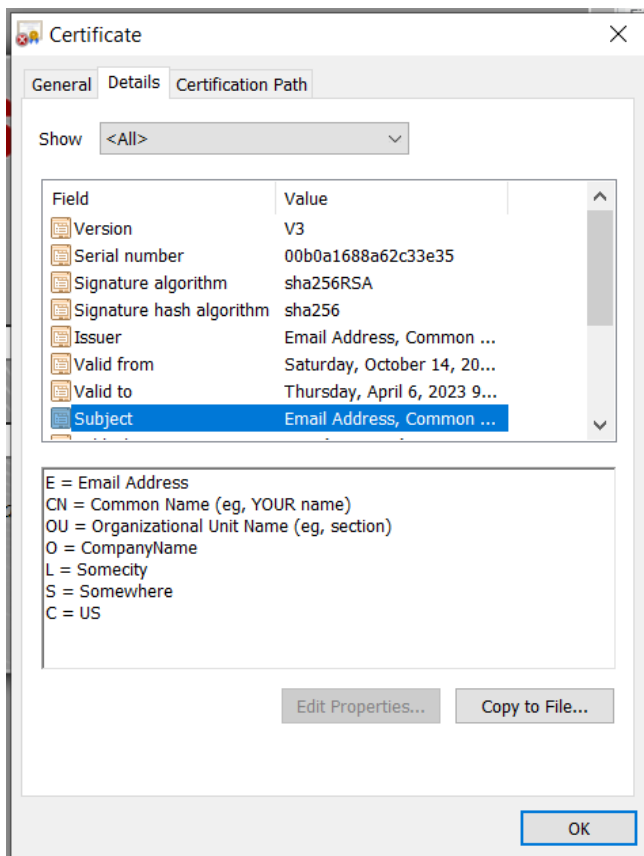 Certificate
General Details Certification Path
Show <All>
Field Value
Version V3
Serial number 00b0a1688a62c33e35
Signature algorithm sha256RSA
Signature hash algorithm sha256
Issuer Email Address, Common ...
Valid from Saturday, October 14, 20...
Valid to Thursday, April 6, 2023 9...
Subject Email Address, Common ...
E = Email Address
CN = Common Name (eg, YOUR name)
OU = Organizational Unit Name (eg, section)
O = CompanyName
L = Somecity
S = Somewhere
C = US
Edit Properties... Copy to File...
OK